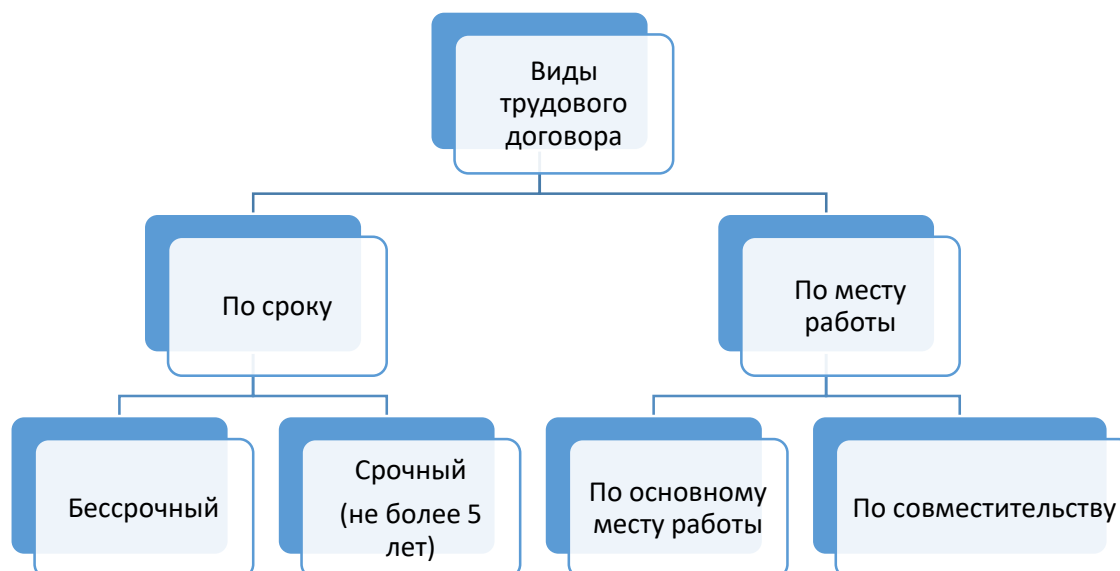 Виды
трудового
договора
По сроку
По месту
работы
Бессрочный
Срочный
(не более 5
лет)
По основному
месту работы
По совместительству